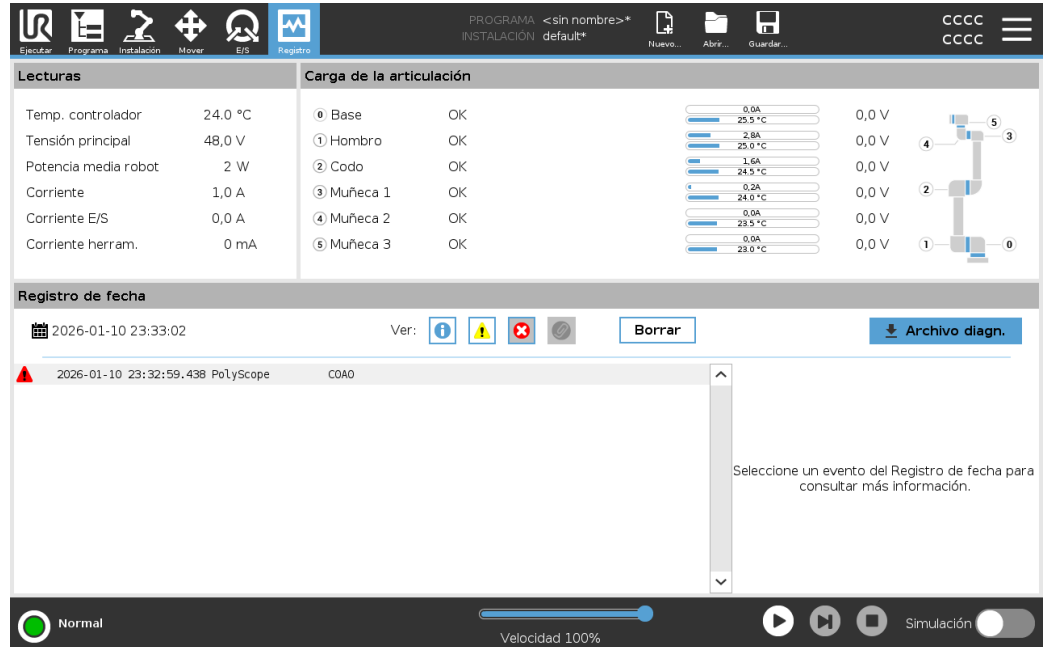 UR
Ejecutar Programa Instalación Mover E/S Registro
PROGRAMA <sin nombre>*
INSTALACIÓN default*
Nuevo... Abrir... Guardar...
CCCC
CCCC
Lecturas
Temp. controlador 24.0 °C
Tensión principal 48,0 V
Potencia media robot 2 W
Corriente 1,0 A
Corriente E/S 0,0 A
Corriente herram. 0 mA
Carga de la articulación
0 Base OK 0,0A 25.5 °C 0,0 V
1 Hombro OK 2,8A 25.0 °C 0,0 V
2 Codo OK 1,6A 24.5 °C 0,0 V
3 Muñeca 1 OK 0,2A 24.0 °C 0,0 V
4 Muñeca 2 OK 0,0A 23.5 °C 0,0 V
5 Muñeca 3 OK 0,0A 23.0 °C 0,0 V
5
3
4
2
1 0
Registro de fecha
2026-01-10 23:33:02 Ver: Borrar Archivo diagn.
2026-01-10 23:32:59.438 PolyScope C0A0
Seleccione un evento del Registro de fecha para
consultar más información.
Normal
Velocidad 100%
Simulación